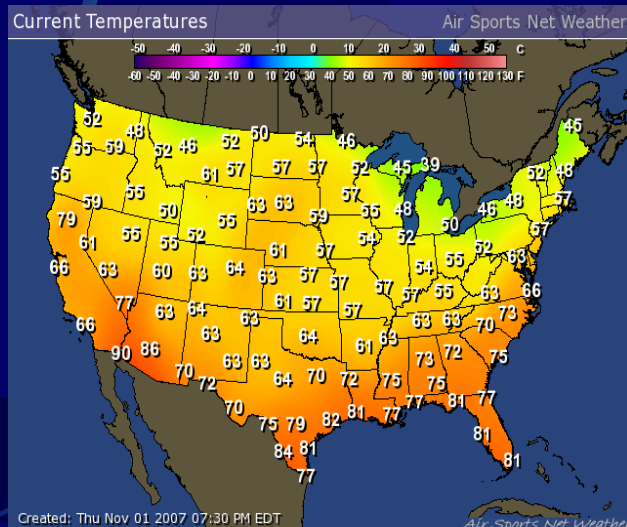 Current Temperatures Air Sports Net Weather
-50 -40 -30 -20 -10 0 10 20 30 40 50 C
-60 -50 -40 -30 -20 -10 0 10 20 30 40 50 60 70 80 90 100 110 120 130 F
52 48 50 54 46 45
55 59 52 46 52 52 45 39 52 48
55 61 57 57 57
55 63 63 57 57
59 50 55 59 55 48 46 48
79 55 55 52 54 52 50 57
61 61 57 52
66 63 60 63 64 63 57 57 54 55 63
77 63 64 61 57 57 57 57 55 63 66
66 63 63 64 57 63 63 70 73
90 86 63 63 61 63 73 72 75
70 72 64 70 72 75 75
70 75 79 82 81 77 77 81 77
84 81 81
77 81
Created: Thu Nov 01 2007 07:30 PM EDT Air Sports Net Weather